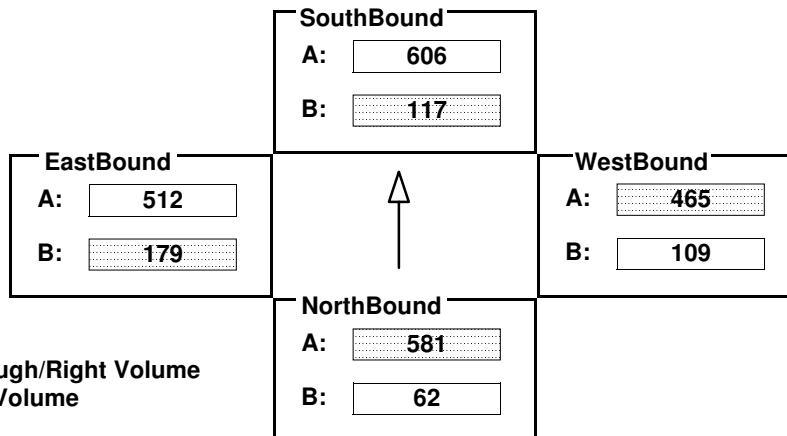 SouthBound
A: 606
B: 117
EastBound
A: 512
B: 179
WestBound
A: 465
B: 109
NorthBound
A: 581
B: 62
ugh/Right Volume
Volume